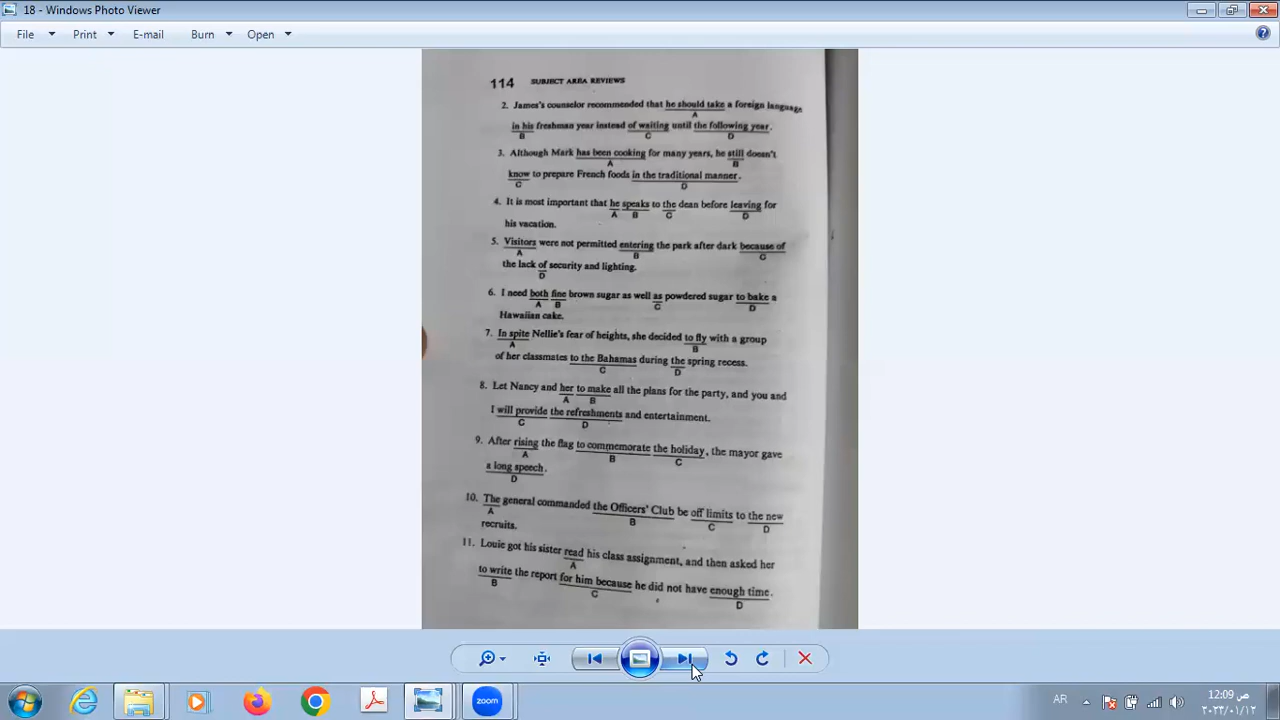 18 - Windows Photo Viewer
File Print E-mail Burn Open
114 SUBJECT AREA REVIEWS
2. James's counselor recommended that he should take a foreign language
A
in his freshman year instead of waiting until the following year.
B C D
3. Although Mark has been cooking for many years, he still doesn't
A B
know to prepare French foods in the traditional manner.
C D
4. It is most important that he speaks to the dean before leaving for
A B C D
his vacation.
5. Visitors were not permitted entering the park after dark because of
A B C
the lack of security and lighting.
D
6. I need both fine brown sugar as well as powdered sugar to bake a
A B C D
Hawaiian cake.
7. In spite Nellie's fear of heights, she decided to fly with a group
A B
of her classmates to the Bahamas during the spring recess.
C D
8. Let Nancy and her to make all the plans for the party, and you and
A B
I will provide the refreshments and entertainment.
C D
9. After rising the flag to commemorate the holiday, the mayor gave
A B C
a long speech.
D
10. The general commanded the Officers' Club be off limits to the new
A B C D
recruits.
11. Louie got his sister read his class assignment, and then asked her
A
to write the report for him because he did not have enough time.
B C D
zoom
AR
12:09 ص
٢٠٢٣/٠١/١٢